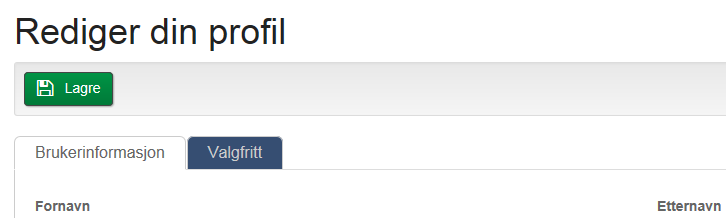 Rediger din profil
Lagre
Brukerinformasjon Valgfritt
Fornavn Etternavn